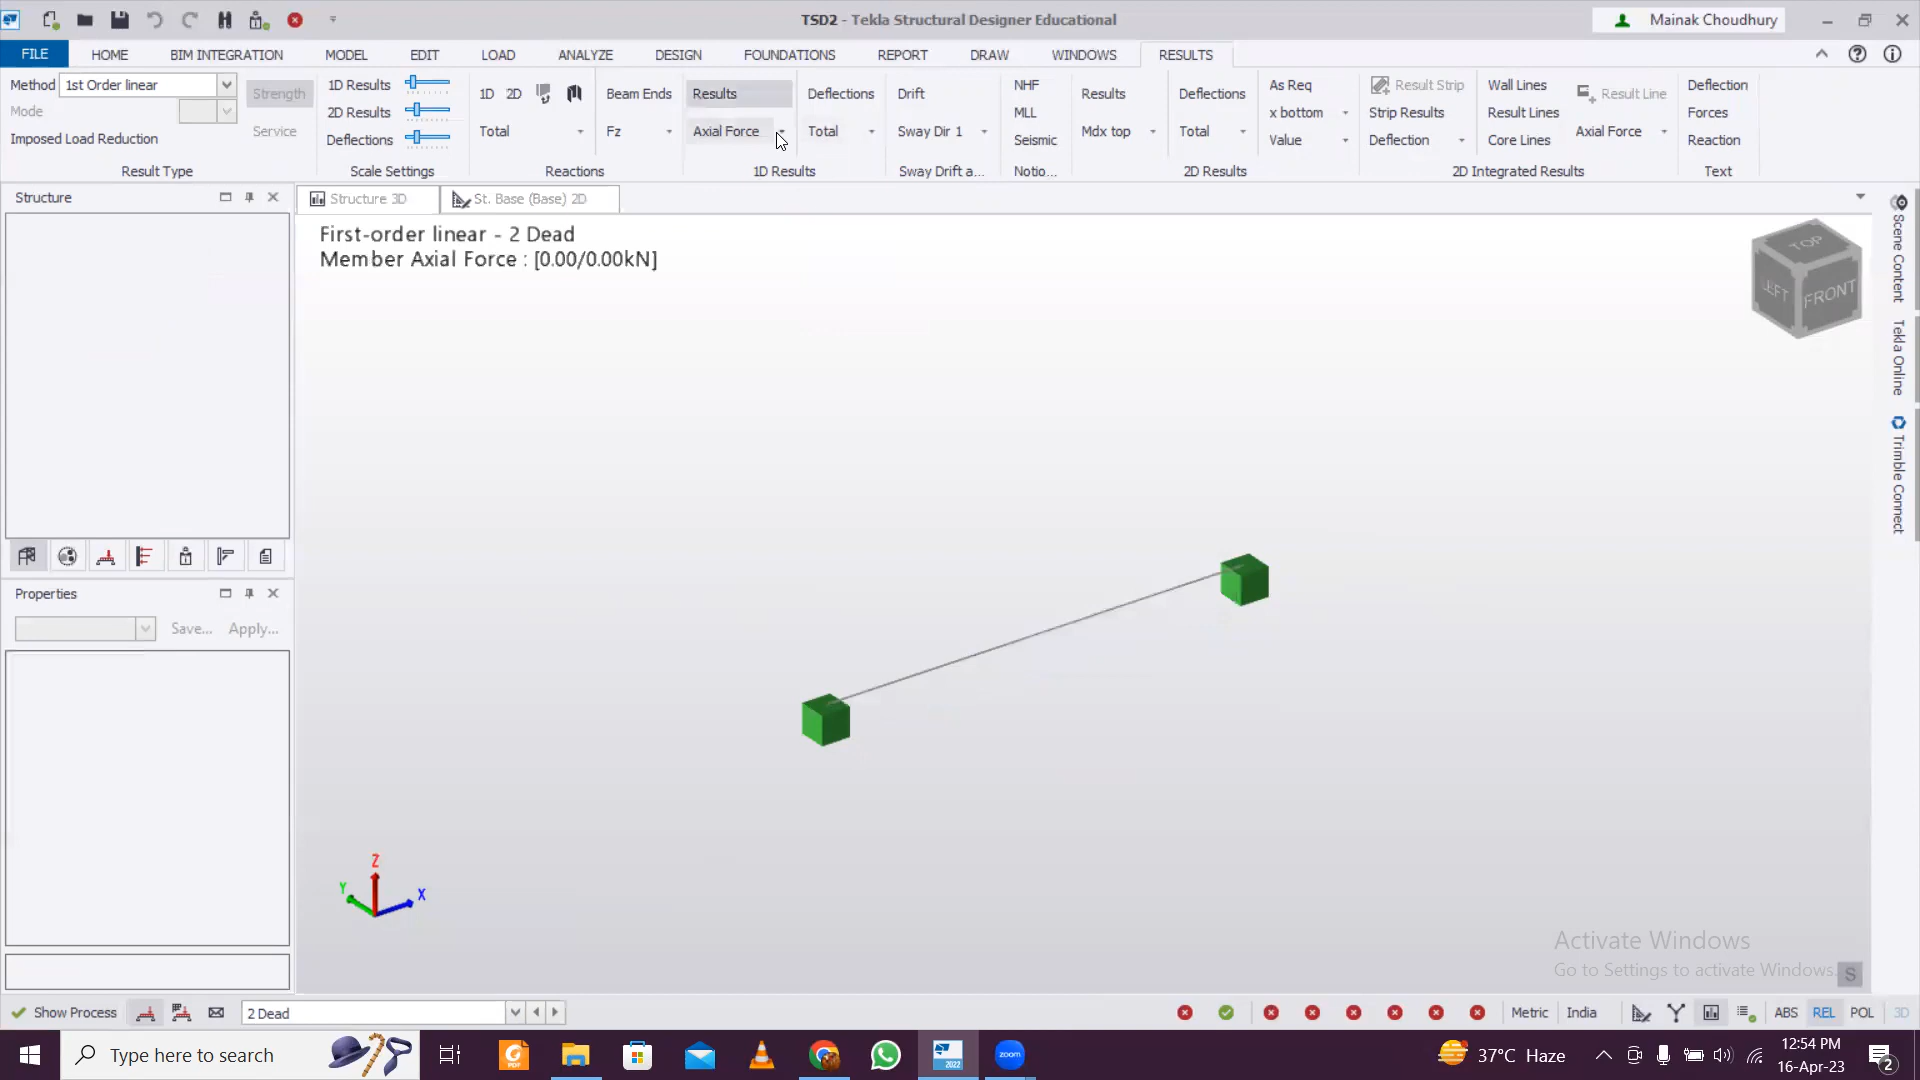 TSD2 - Tekla Structural Designer Educational
Mainak Choudhury
FILE HOME BIM INTEGRATION MODEL EDIT LOAD ANALYZE DESIGN FOUNDATIONS REPORT DRAW WINDOWS RESULTS
Method 1st Order linear
Mode
Imposed Load Reduction
Strength
Service
Result Type
1D Results
2D Results
Deflections
Scale Settings
1D 2D
Total
Beam Ends
Fz
Reactions
Results
Axial Force
Deflections
Total
1D Results
Drift
Sway Dir 1
Sway Drift a...
NHF
MLL
Seismic
Notio...
Results
Mdx top
Deflections
Total
2D Results
As Req
x bottom
Value
Result Strip
Strip Results
Deflection
Wall Lines
Result Lines
Core Lines
Result Line
Axial Force
2D Integrated Results
Deflection
Forces
Reaction
Text
Structure
Structure 3D
St. Base (Base) 2D
First-order linear - 2 Dead
Member Axial Force : [0.00/0.00kN]
TOP
LEFT
FRONT
Scene Content
Tekla Online
Trimble Connect
Properties
Save... Apply...
Z
Y
X
Activate Windows
Go to Settings to activate Windows.
S
Show Process
2 Dead
Metric India ABS REL POL 3D
Type here to search
PDF
2022
zoom
37°C Haze
12:54 PM
16-Apr-23
2